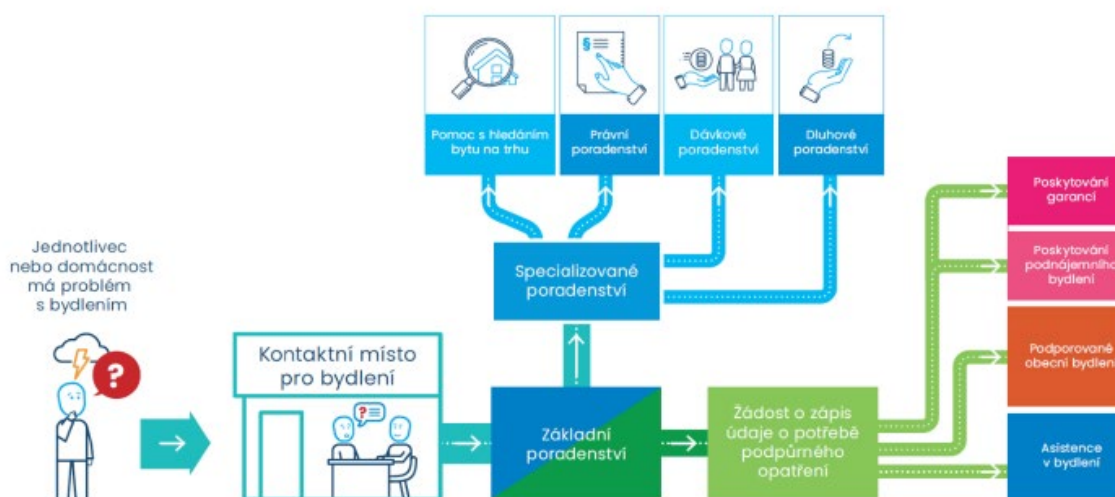 Pomoc s hledáním
bytu na trhu
Právní
poradenství
Dávkové
poradenství
Dluhové
poradenství
Jednotlivec
nebo domácnost
má problém
s bydlením
?
Kontaktní místo
pro bydlení
?
Základní
poradenství
Specializované
poradenství
Žádost o zápis
údaje o potřebě
podpůrného
opatření
Poskytování
garancí
Poskytování
podnájemního
bydlení
Podporované
obecní bydlení
Asistence
v bydlení
§